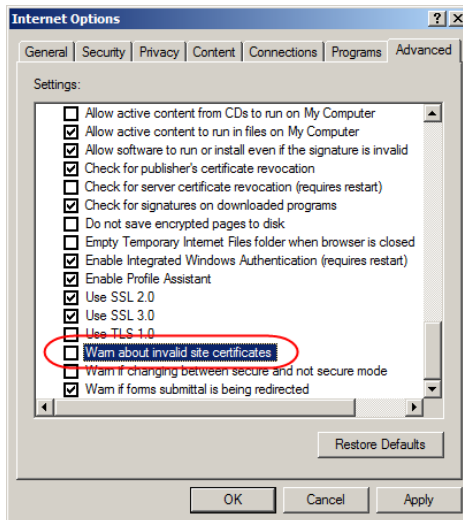 Internet Options
General Security Privacy Content Connections Programs Advanced
Settings:
Allow active content from CDs to run on My Computer
Allow active content to run in files on My Computer
Allow software to run or install even if the signature is invalid
Check for publisher's certificate revocation
Check for server certificate revocation (requires restart)
Check for signatures on downloaded programs
Do not save encrypted pages to disk
Empty Temporary Internet Files folder when browser is closed
Enable Integrated Windows Authentication (requires restart)
Enable Profile Assistant
Use SSL 2.0
Use SSL 3.0
Use TLS 1.0
Warn about invalid site certificates
Warn if changing between secure and not secure mode
Warn if forms submittal is being redirected
Restore Defaults
OK Cancel Apply